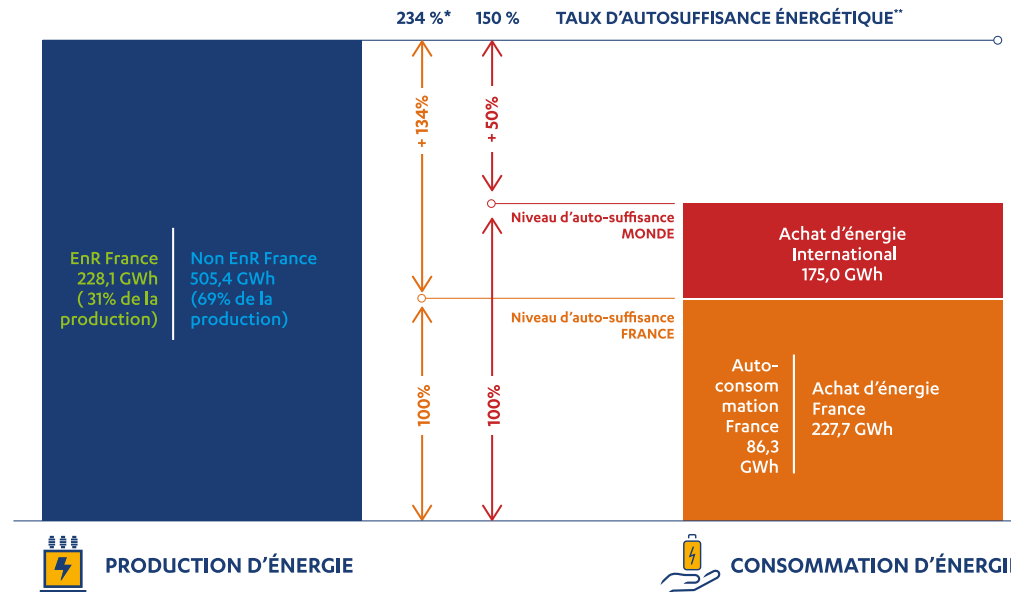 234 %* 150 % TAUX D'AUTOSUFFISANCE ÉNERGÉTIQUE**
+ 134%
+ 50%
100%
100%
EnR France
228,1 GWh
( 31% de la
production)
Non EnR France
505,4 GWh
(69% de la
production)
Niveau d'auto-suffisance
MONDE
Niveau d'auto-suffisance
FRANCE
Achat d'énergie
International
175,0 GWh
Auto-
consom
mation
France
86,3
GWh
Achat d'énergie
France
227,7 GWh
PRODUCTION D'ÉNERGIE
CONSOMMATION D'ÉNERGI